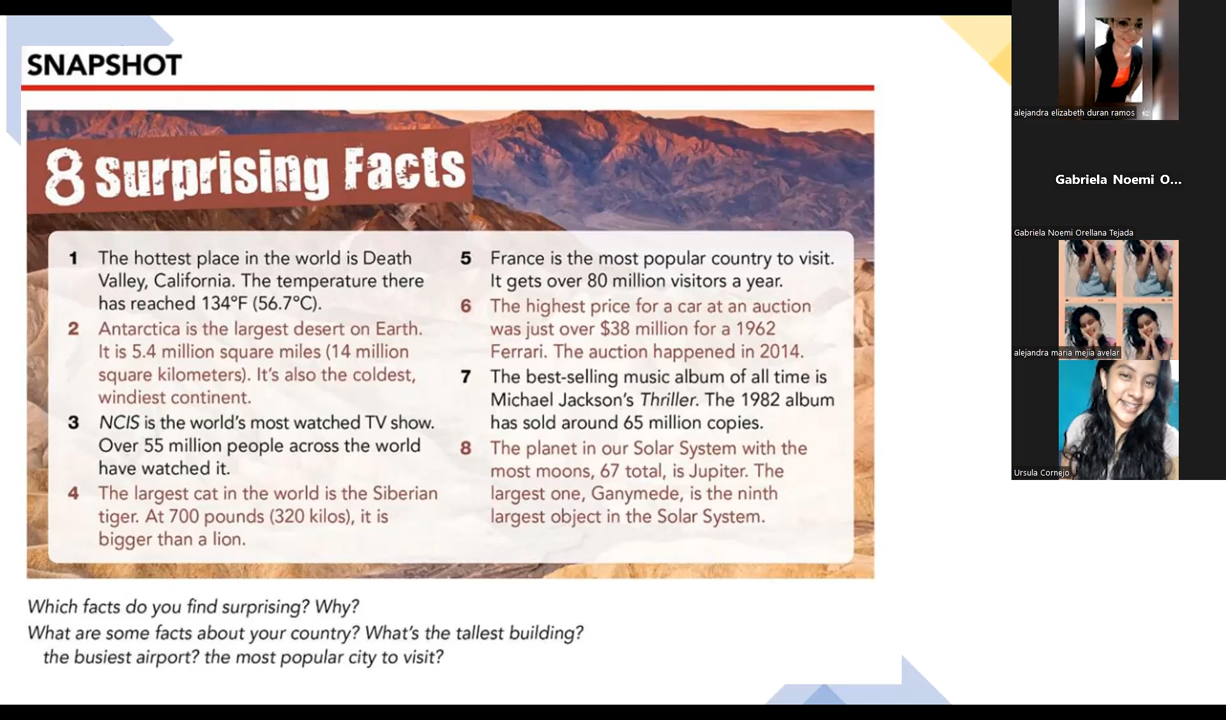 SNAPSHOT
8 Surprising Facts
1 The hottest place in the world is Death
Valley, California. The temperature there
has reached 134°F (56.7°C).
2 Antarctica is the largest desert on Earth.
It is 5.4 million square miles (14 million
square kilometers). It's also the coldest,
windiest continent.
3 NCIS is the world's most watched TV show.
Over 55 million people across the world
have watched it.
4 The largest cat in the world is the Siberian
tiger. At 700 pounds (320 kilos), it is
bigger than a lion.
5 France is the most popular country to visit.
It gets over 80 million visitors a year.
6 The highest price for a car at an auction
was just over $38 million for a 1962
Ferrari. The auction happened in 2014.
7 The best-selling music album of all time is
Michael Jackson's Thriller. The 1982 album
has sold around 65 million copies.
8 The planet in our Solar System with the
most moons, 67 total, is Jupiter. The
largest one, Ganymede, is the ninth
largest object in the Solar System.
Which facts do you find surprising? Why?
What are some facts about your country? What's the tallest building?
the busiest airport? the most popular city to visit?
alejandra elizabeth duran ramos
Gabriela Noemi O...
Gabriela Noemi Orellana Tejada
alejandra maria mejia avelar
Ursula Cornejo